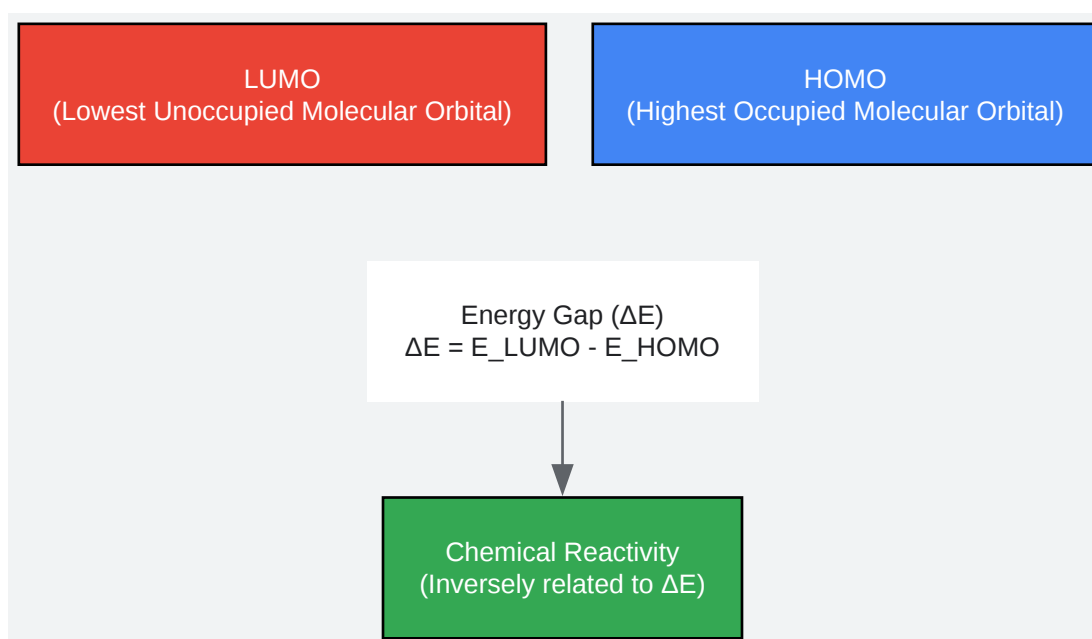 LUMO
(Lowest Unoccupied Molecular Orbital)
HOMO
(Highest Occupied Molecular Orbital)
Energy Gap (ΔE)
ΔE = E_LUMO - E_HOMO
Chemical Reactivity
(Inversely related to ΔE)